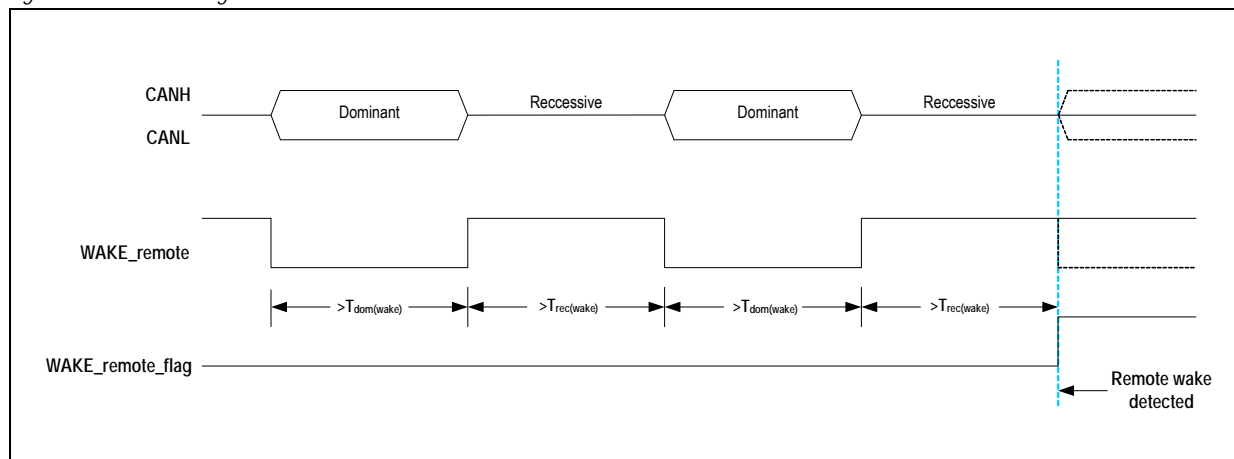 CANH
CANL
Dominant
Reccessive
Dominant
Reccessive
WAKE_remote
>Tdom(wake)
>Trec(wake)
>Tdom(wake)
>Trec(wake)
WAKE_remote_flag
Remote wake
detected